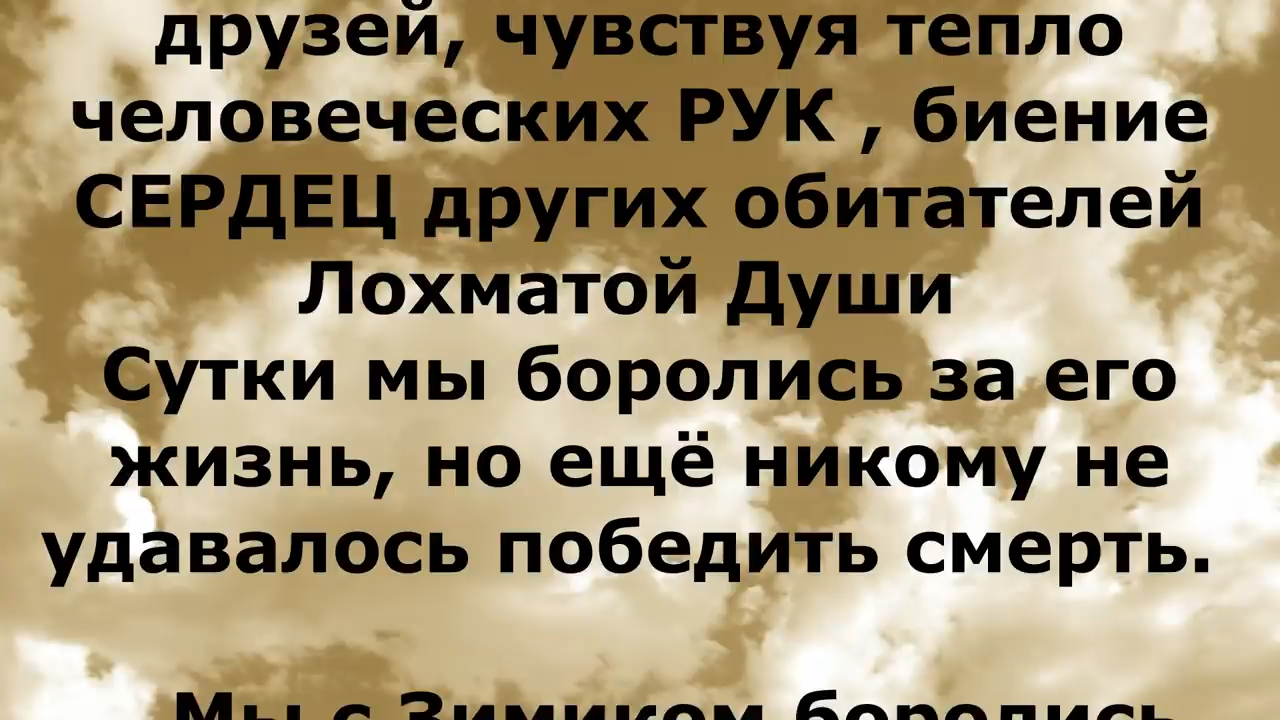 друзей, чувствуя тепло
человеческих РУК , биение
СЕРДЕЦ других обитателей
Лохматой Души
Сутки мы боролись за его
жизнь, но ещё никому не
удавалось победить смерть.
Мы с Зимиком боролись